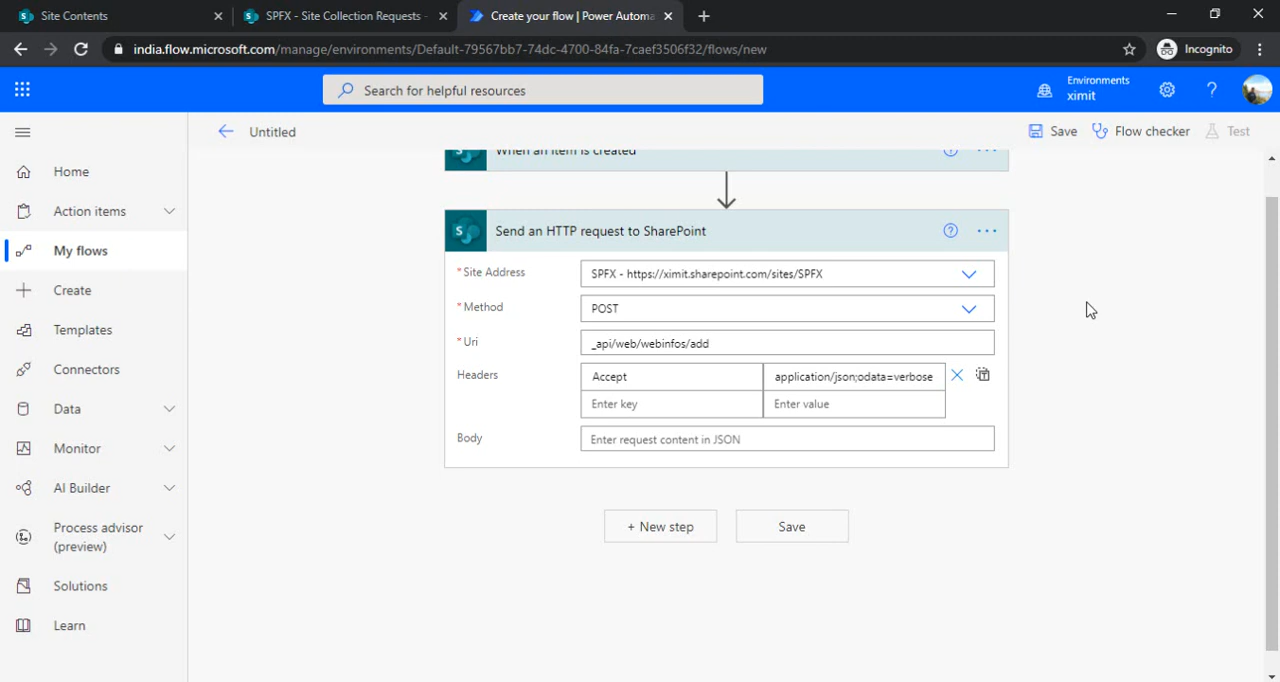 Site Contents
SPFX - Site Collection Requests -
Create your flow | Power Automa
india.flow.microsoft.com/manage/environments/Default-79567bb7-74dc-4700-84fa-7caef3506f32/flows/new
Incognito
Search for helpful resources
Environments
ximit
Untitled
Save
Flow checker
Test
Home
Action items
My flows
Create
Templates
Connectors
Data
Monitor
AI Builder
Process advisor
(preview)
Solutions
Learn
When an item is created
S
Send an HTTP request to SharePoint
* Site Address
SPFX - https://ximit.sharepoint.com/sites/SPFX
* Method
POST
* Uri
_api/web/webinfos/add
Headers
Accept
application/json;odata=verbose
Enter key
Enter value
Body
Enter request content in JSON
+ New step
Save